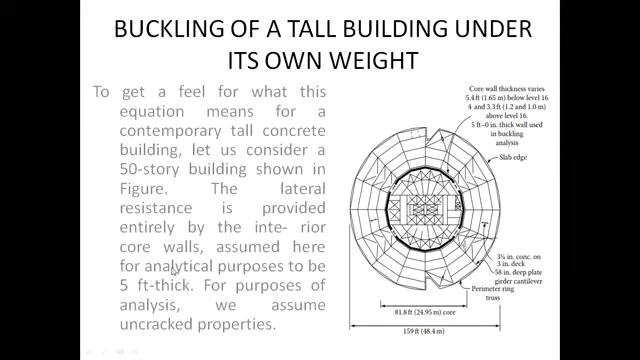 BUCKLING OF A TALL BUILDING UNDER
ITS OWN WEIGHT
To get a feel for what this
equation means for a
contemporary tall concrete
building, let us consider a
50-story building shown in
Figure. The lateral
resistance is provided
entirely by the inte- rior
core walls, assumed here
for analytical purposes to be
5 ft-thick. For purposes of
analysis, we assume
uncracked properties.
Core wall thickness varies
5.4 ft (1.65 m) below level 16
4 and 3.3 ft (1.2 and 1.0 m)
above level 16.
5 ft–0 in. thick wall used
in buckling
analysis
Slab edge
3¼ in. conc. on
3 in. deck
58 in. deep plate
girder cantilever
Perimeter ring
truss
81.8 ft (24.95 m) core
159 ft (48.4 m)